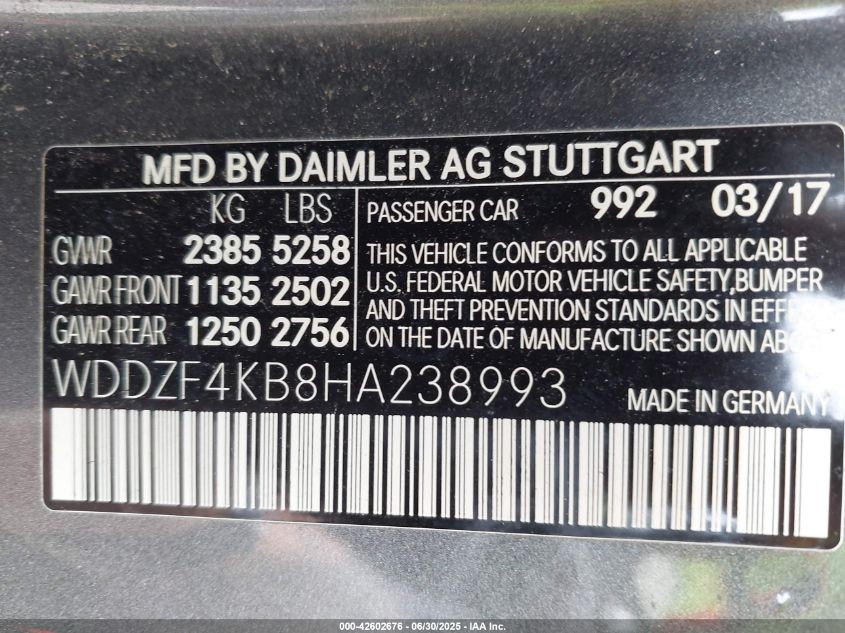 MFD BY DAIMLER AG STUTTGART
KG LBS
GVWR 2385 5258
GAWR FRONT 1135 2502
GAWR REAR 1250 2756
PASSENGER CAR 992 03/17
THIS VEHICLE CONFORMS TO ALL APPLICABLE
U.S. FEDERAL MOTOR VEHICLE SAFETY,BUMPER
AND THEFT PREVENTION STANDARDS IN
ON THE DATE OF MANUFACTURE SHOWN
WDDZF4KB8HA238993
MADE IN GERMANY
000-42602676 - 06/30/2025 - IAA Inc.